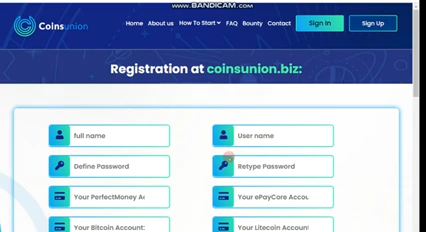 www.BANDICAM.com
Coinsunion
Home About us How To Start FAQ Bounty Contact Sign In Sign Up
Registration at coinsunion.biz:
full name User name
Define Password Retype Password
Your PerfectMoney Ac Your ePayCore Accou
Your Bitcoin Account: Your Litecoin Account